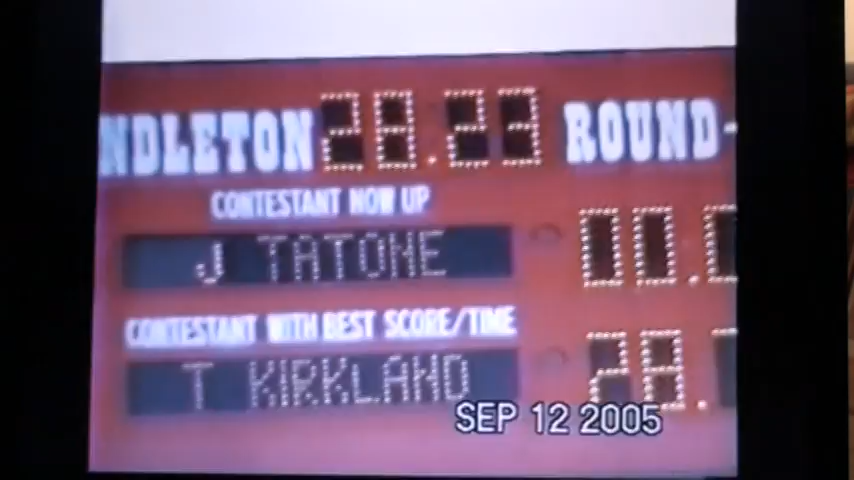 NDLETON 28.23 ROUND-
CONTESTANT NOW UP
J TATONE 00.0
CONTESTANT WITH BEST SCORE/TIME
T KIRKLAND 28.
SEP 12 2005